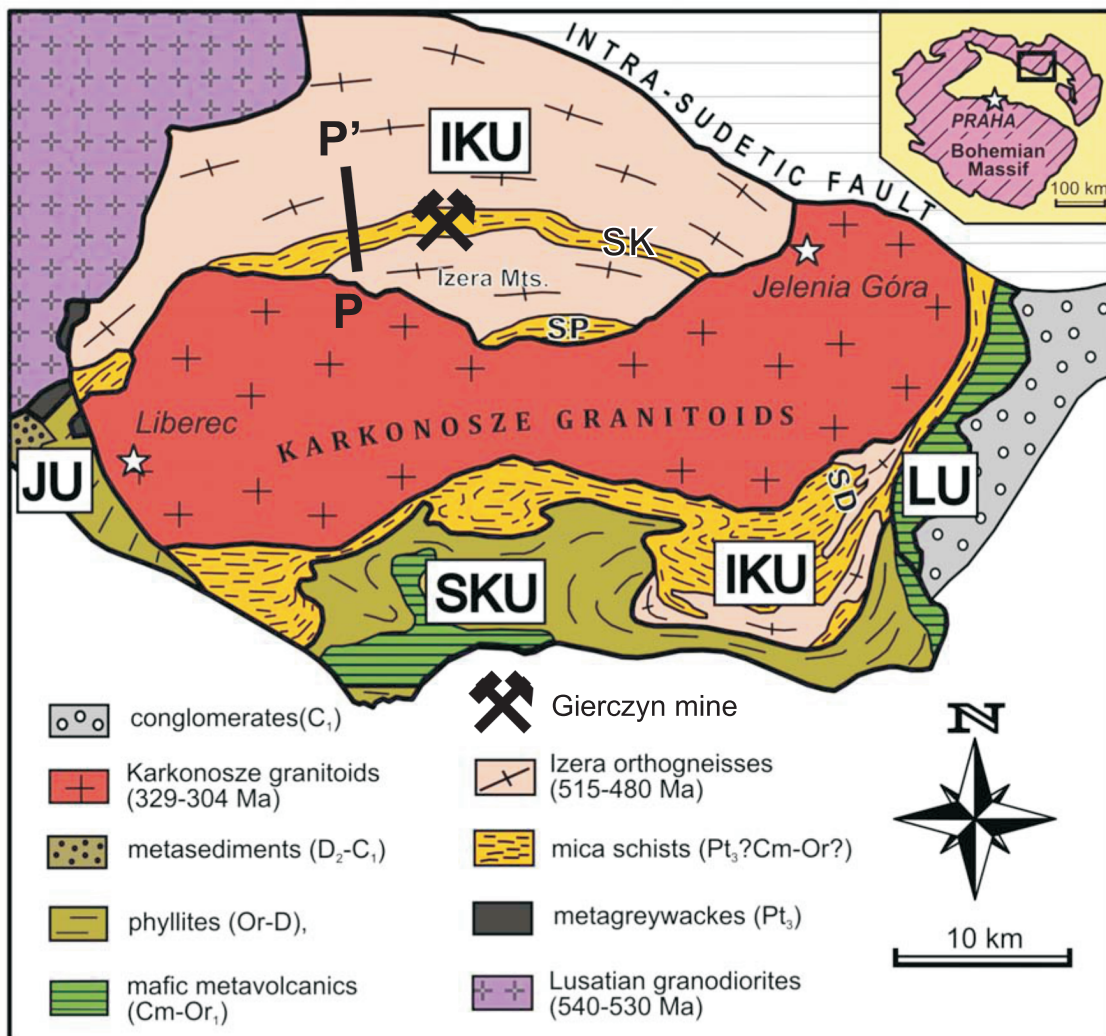 INTRA-SUDETIC FAULT
PRAHA
Bohemian
Massif
100 km
P’
IKU
SK
Izera Mts.
P
SP
Jelenia Góra
Liberec
KARKONOSZE GRANITOIDS
JU
SD
LU
SKU
IKU
conglomerates(C₁)
Karkonosze granitoids
(329-304 Ma)
metasediments (D₂-C₁)
phyllites (Or-D),
mafic metavolcanics
(Cm-Or₁)
Gierczyn mine
Izera orthogneisses
(515-480 Ma)
mica schists (Pt₃?Cm-Or?)
metagreywackes (Pt₃)
Lusatian granodiorites
(540-530 Ma)
N
10 km